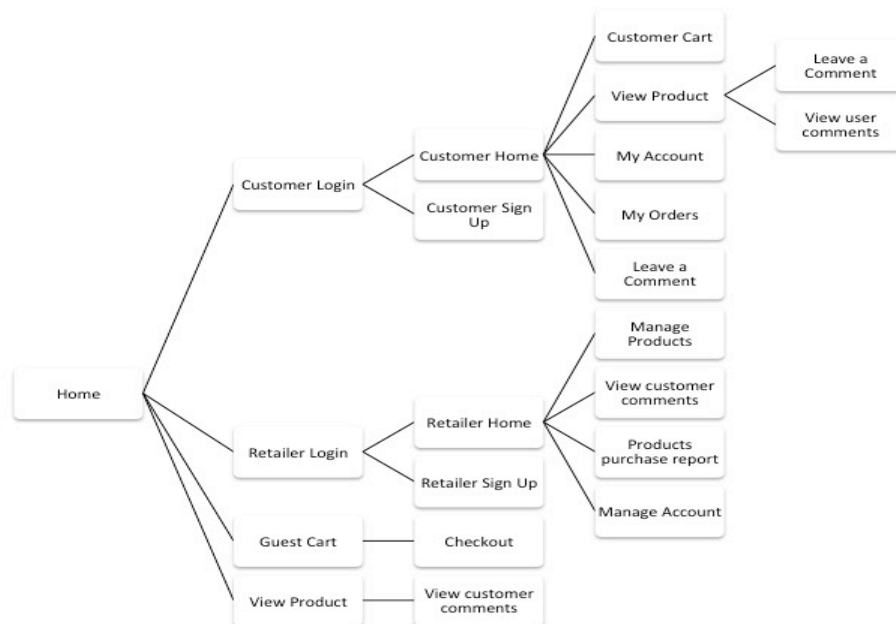 Customer Cart
Leave a
Comment
View Product
View user
comments
Customer Home
My Account
Customer Login
Customer Sign
Up
My Orders
Leave a
Comment
Manage
Products
Home
View customer
comments
Retailer Home
Retailer Login
Products
purchase report
Retailer Sign Up
Manage Account
Guest Cart
Checkout
View Product
View customer
comments